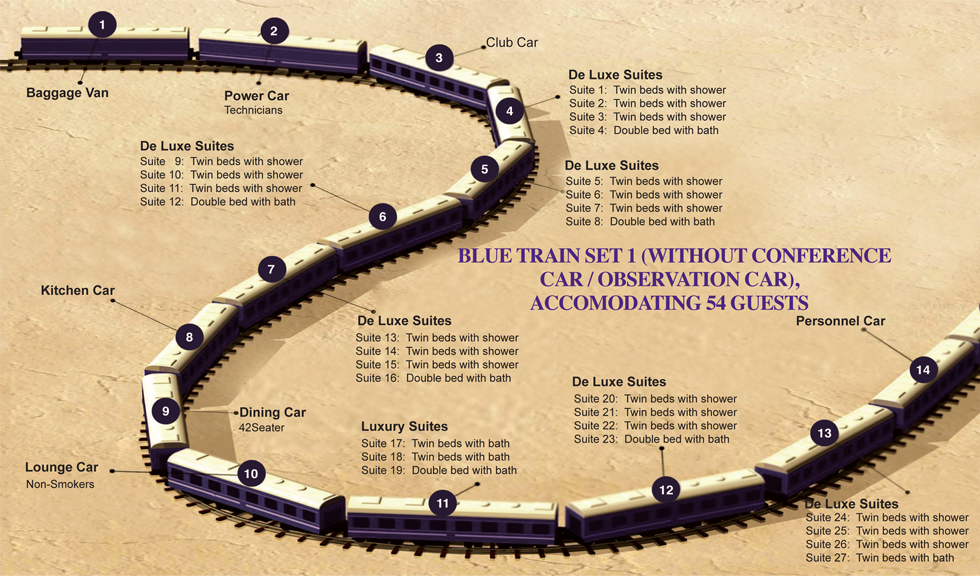 1
Baggage Van
2
Power Car
Technicians
3
Club Car
4
De Luxe Suites
Suite 1: Twin beds with shower
Suite 2: Twin beds with shower
Suite 3: Twin beds with shower
Suite 4: Double bed with bath
5
De Luxe Suites
Suite 5: Twin beds with shower
Suite 6: Twin beds with shower
Suite 7: Twin beds with shower
Suite 8: Double bed with bath
6
De Luxe Suites
Suite 9: Twin beds with shower
Suite 10: Twin beds with shower
Suite 11: Twin beds with shower
Suite 12: Double bed with bath
BLUE TRAIN SET 1 (WITHOUT CONFERENCE
CAR / OBSERVATION CAR),
ACCOMODATING 54 GUESTS
7
De Luxe Suites
Suite 13: Twin beds with shower
Suite 14: Twin beds with shower
Suite 15: Twin beds with shower
Suite 16: Double bed with bath
8
Kitchen Car
9
Dining Car
42Seater
10
Lounge Car
Non-Smokers
11
Luxury Suites
Suite 17: Twin beds with bath
Suite 18: Twin beds with bath
Suite 19: Double bed with bath
12
De Luxe Suites
Suite 20: Twin beds with shower
Suite 21: Twin beds with shower
Suite 22: Twin beds with shower
Suite 23: Double bed with bath
13
De Luxe Suites
Suite 24: Twin beds with shower
Suite 25: Twin beds with shower
Suite 26: Twin beds with shower
Suite 27: Twin beds with bath
14
Personnel Car